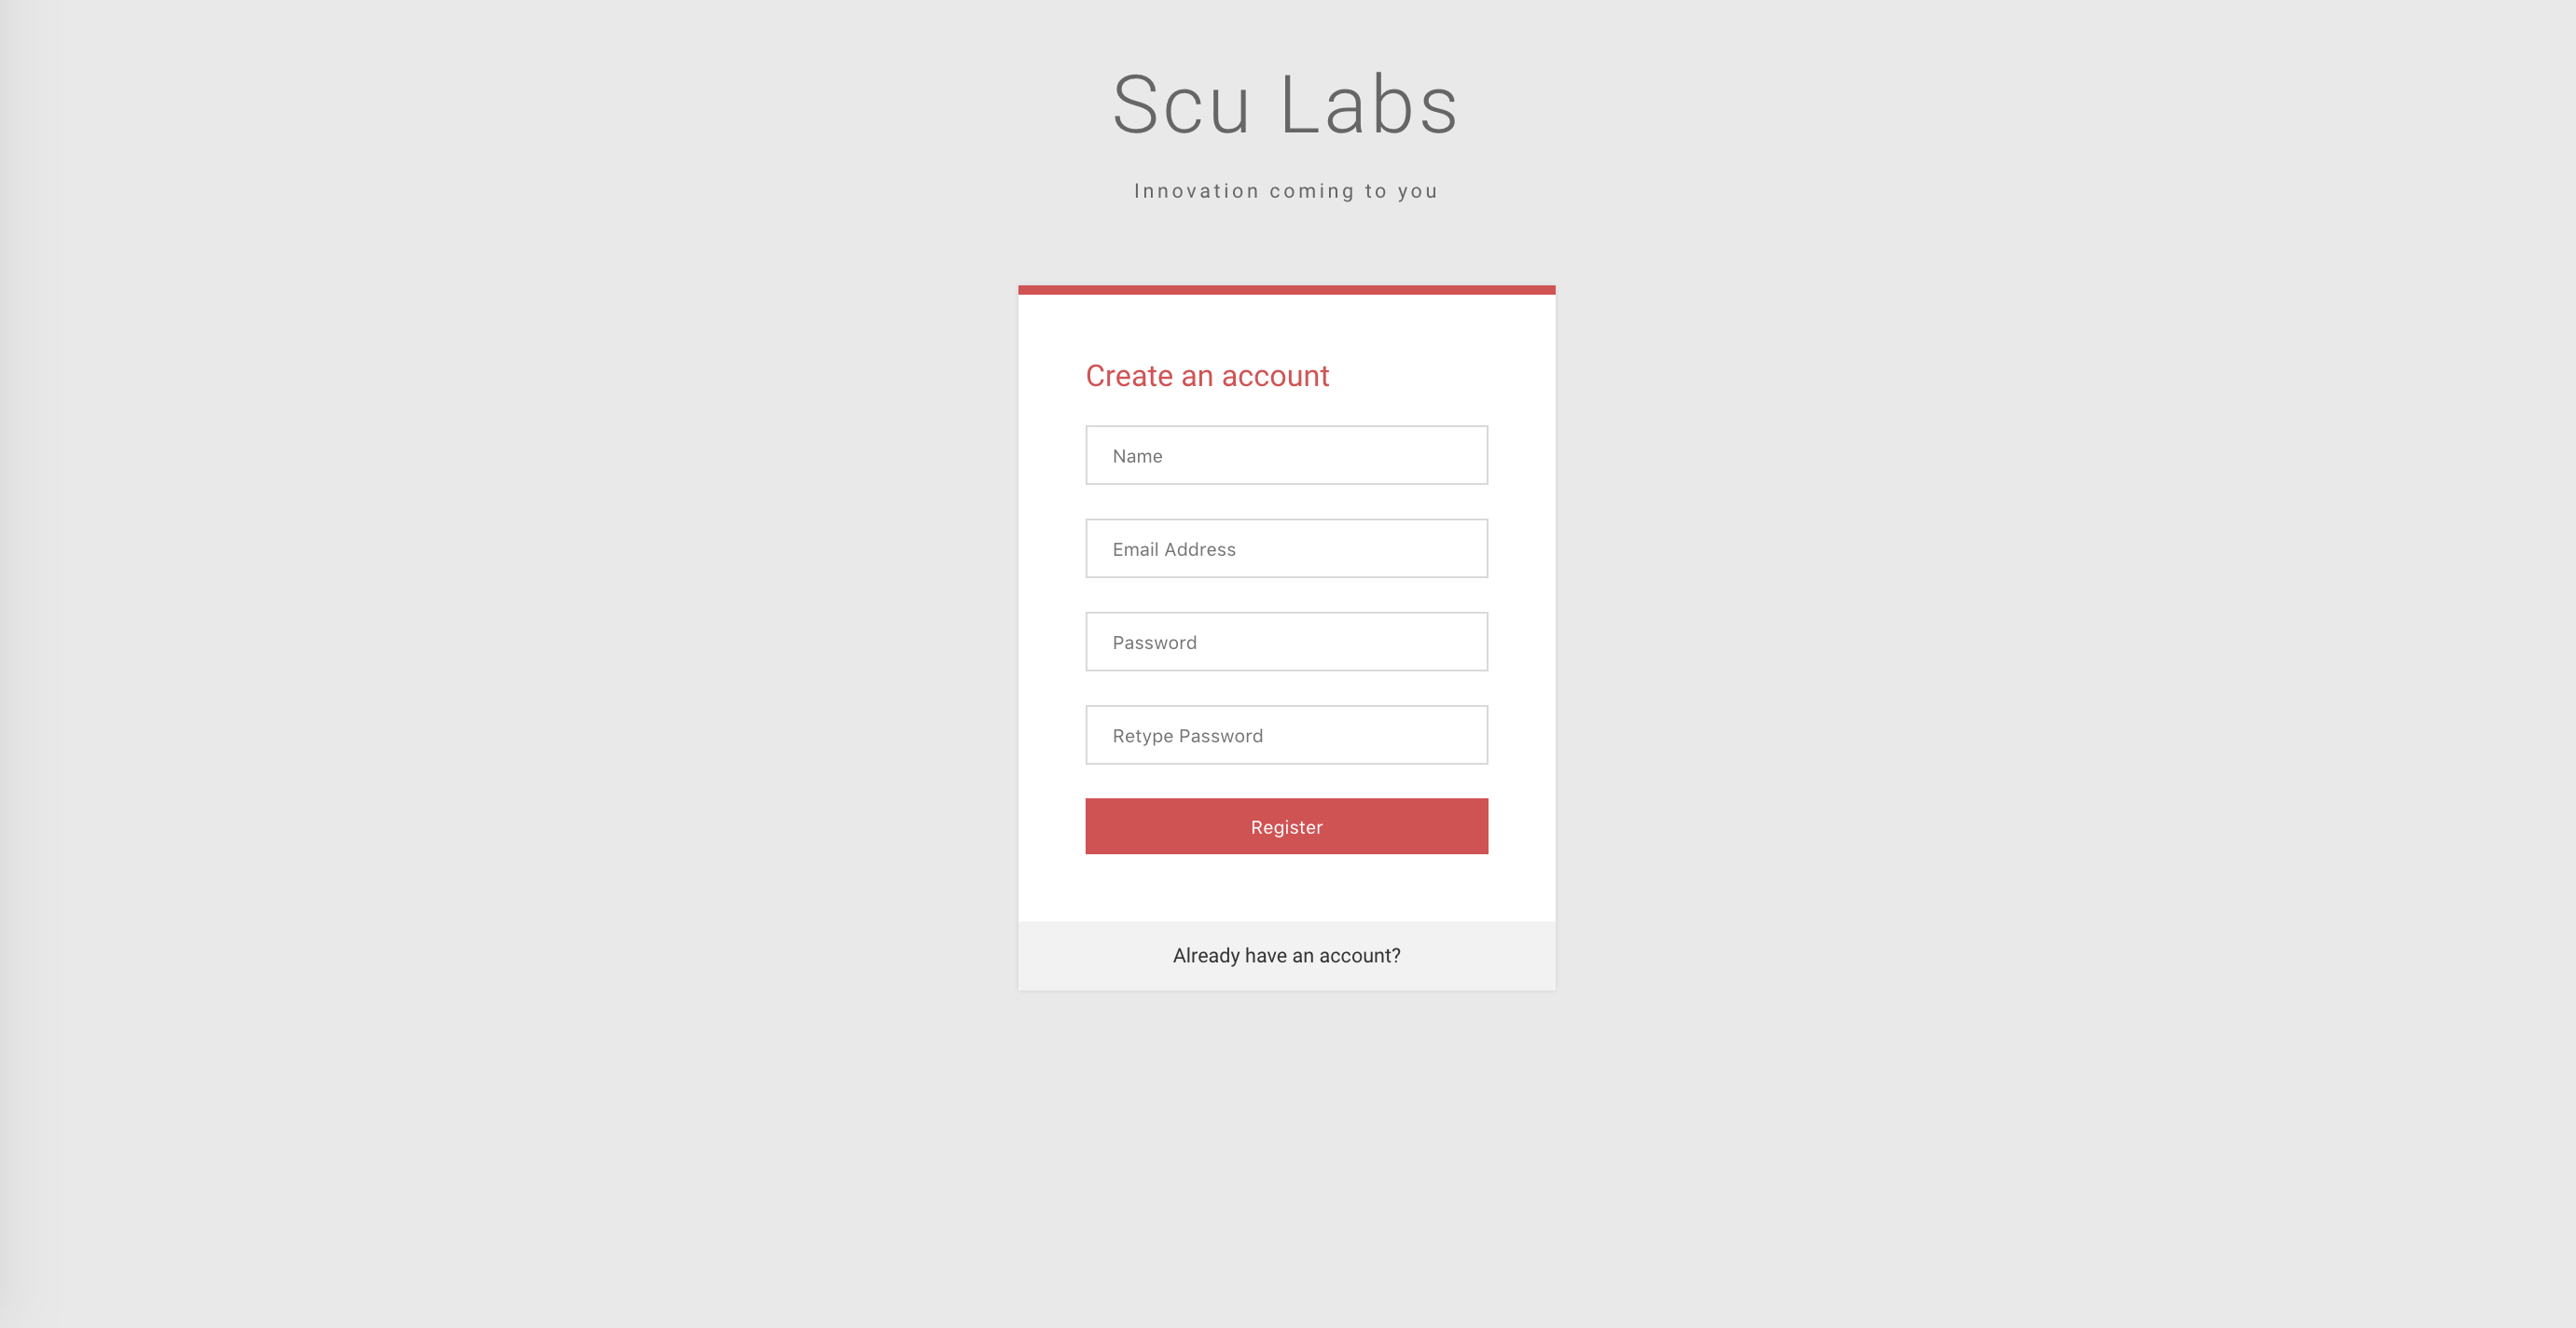 Scu Labs
Innovation coming to you
Create an account
Name
Email Address
Password
Retype Password
Register
Already have an account?